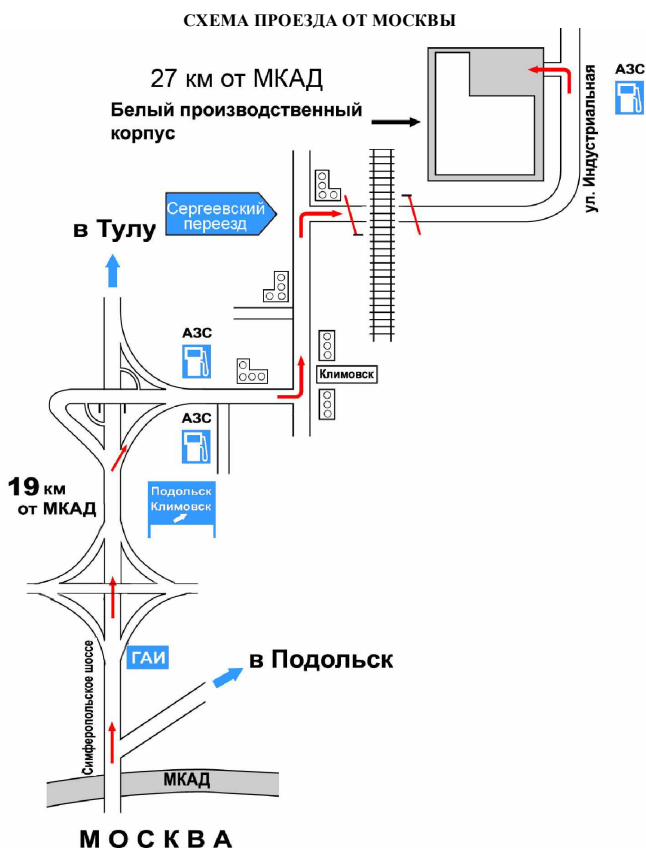 СХЕМА ПРОЕЗДА ОТ МОСКВЫ
27 км от МКАД
Белый производственный
корпус
АЗС
ул. Индустриальная
Сергеевский
переезд
в Тулу
АЗС
Климовск
АЗС
19 км
от МКАД
Подольск
Климовск
ГАИ
в Подольск
Симферопольское шоссе
МКАД
МОСКВА